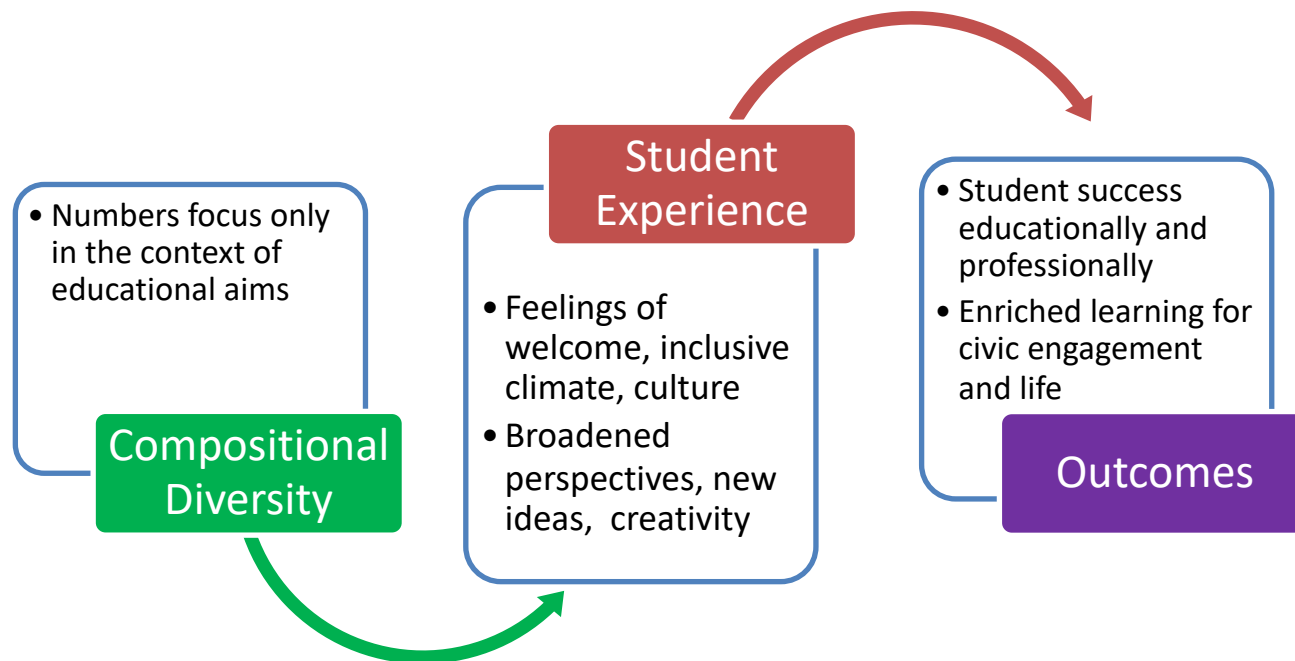 • Numbers focus only
in the context of
educational aims
Compositional
Diversity
Student
Experience
• Feelings of
welcome, inclusive
climate, culture
• Broadened
perspectives, new
ideas,  creativity
• Student success
educationally and
professionally
• Enriched learning for
civic engagement
and life
Outcomes